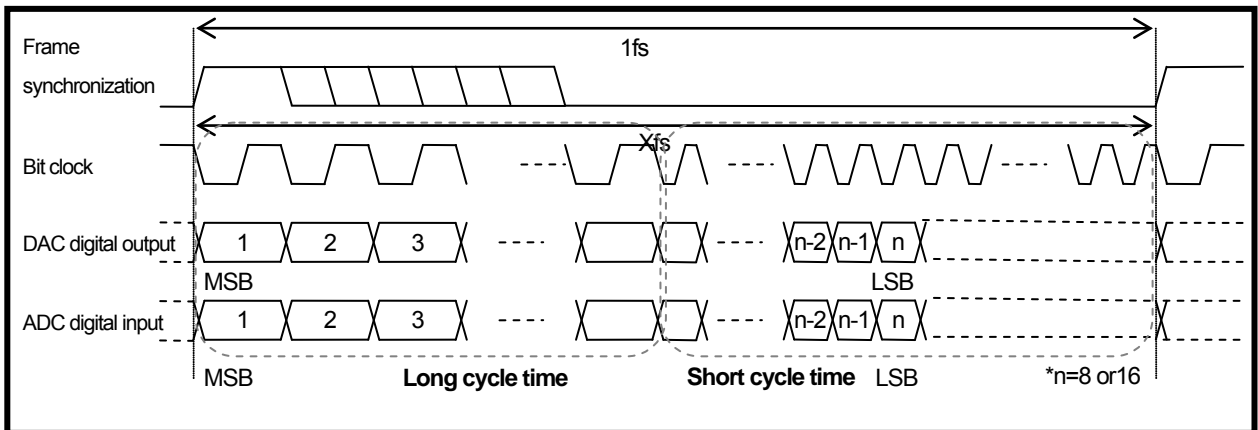 Frame
synchronization
1fs
Xfs
Bit clock
DAC digital output
1 2 3 n-2 n-1 n
MSB LSB
ADC digital input
1 2 3 n-2 n-1 n
MSB Long cycle time Short cycle time LSB *n=8 or16